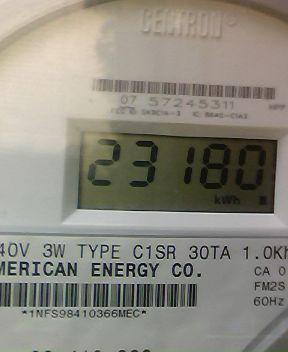 CENTRON®
07 57245311
23180
kWh
40V 3W TYPE C1SR 30TA 1.0Kh
MERICAN ENERGY CO.
CA 0
FM2S
60Hz
*1NFS98410366MEC*